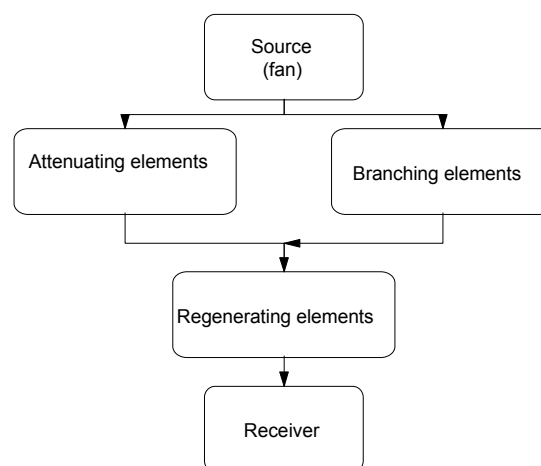 Source
(fan)
Attenuating elements
Branching elements
Regenerating elements
Receiver